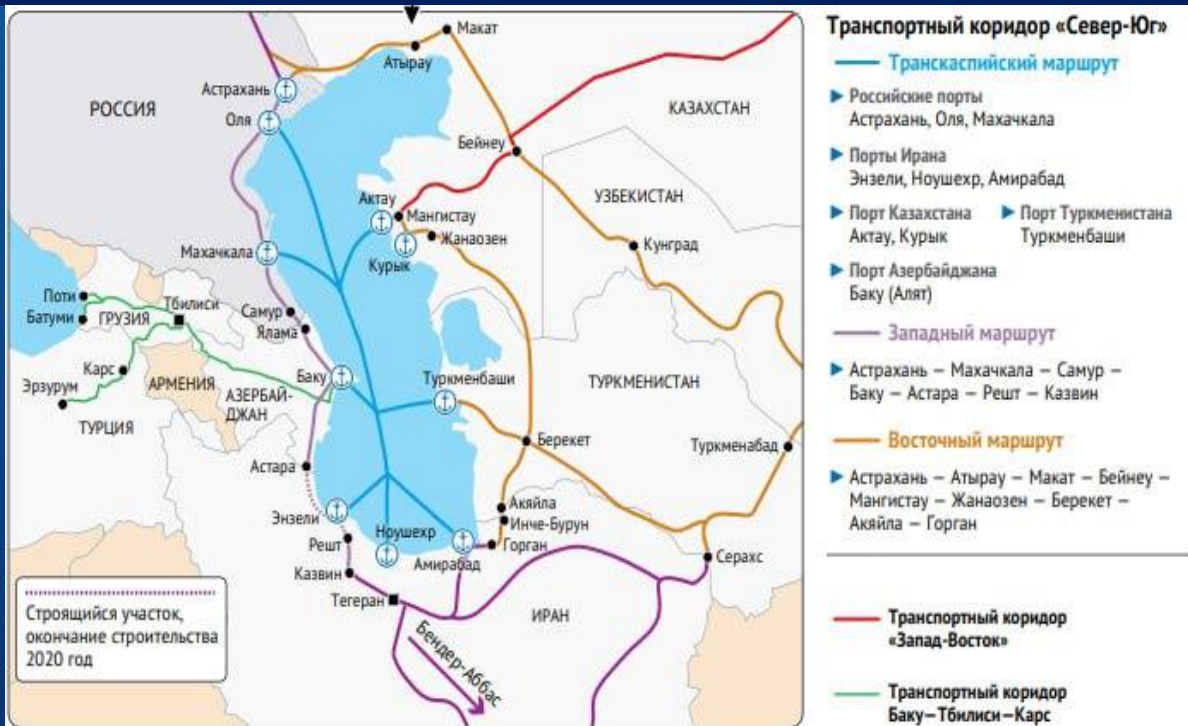 Макат
Атырау
Астрахань
РОССИЯ
Оля
КАЗАХСТАН
Бейнеу
Актау
Мангистау
УЗБЕКИСТАН
Жанаозен
Кунград
Курык
Махачкала
Поти
Тбилиси
Самур
Батуми
ГРУЗИЯ
Ялама
Карс
Баку
Туркменбаши
ТУРКМЕНИСТАН
Эрзурум
АРМЕНИЯ
АЗЕРБАЙ-
ДЖАН
ТУРЦИЯ
Берекет
Туркменабад
Астара
Акяйла
Энзели
Ноушехр
Инче-Бурун
Решт
Амирабад
Горган
Серахс
Казвин
Тегеран
ИРАН
Бендер-Аббас
Строящийся участок,
окончание строительства
2020 год
Транспортный коридор «Север-Юг»
Транскаспийский маршрут
Российские порты
Астрахань, Оля, Махачкала
Порты Ирана
Энзели, Ноушехр, Амирабад
Порт Казахстана
Актау, Курык
Порт Туркменистана
Туркменбаши
Порт Азербайджана
Баку (Алят)
Западный маршрут
Астрахань – Махачкала – Самур –
Баку – Астара – Решт – Казвин
Восточный маршрут
Астрахань – Атырау – Макат – Бейнеу –
Мангистау – Жанаозен – Берекет –
Акяйла – Горган
Транспортный коридор
«Запад-Восток»
Транспортный коридор
Баку–Тбилиси–Карс